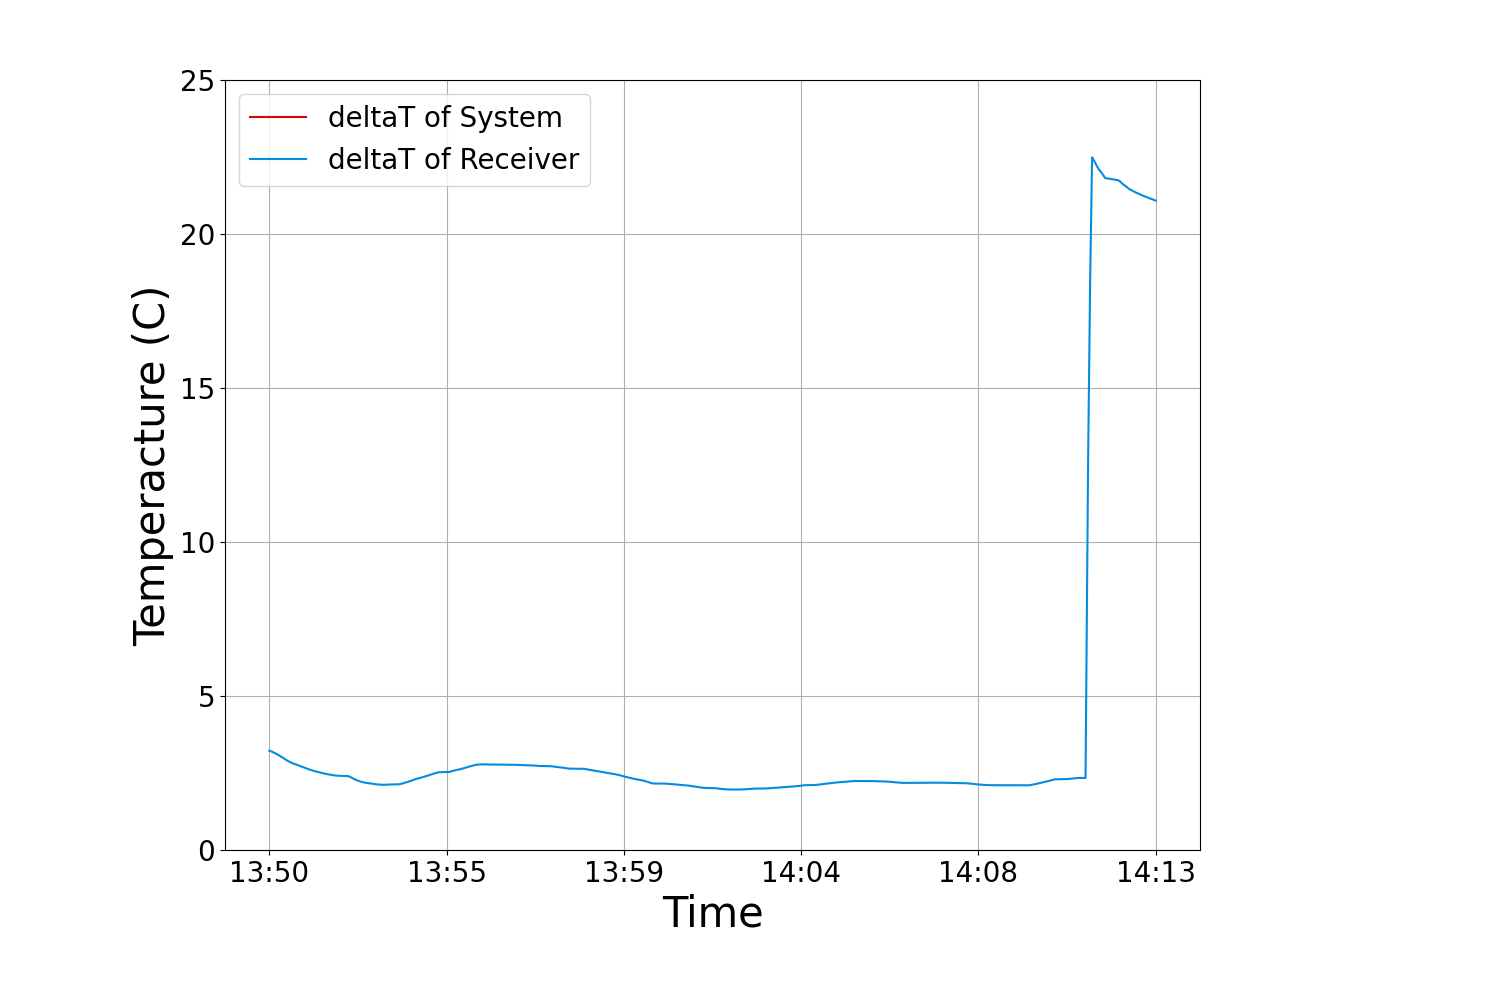 25
deltaT of System
deltaT of Receiver
20
15
10
5
0
Temperacture (C)
13:50 13:55 13:59 14:04 14:08 14:13
Time